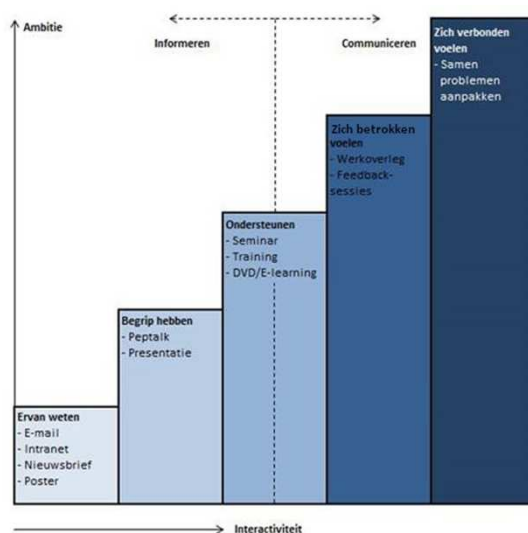 Ambitie
Informeren
Communiceren
Zich verbonden
voelen
- Samen
problemen
aanpakken
Zich betrokken
voelen
- Werkoverleg
- Feedback-
sessies
Ondersteunen
- Seminar
- Training
- DVD/E-learning
Begrip hebben
- Peptalk
- Presentatie
Ervan weten
- E-mail
- Intranet
- Nieuwsbrief
- Poster
Interactiviteit